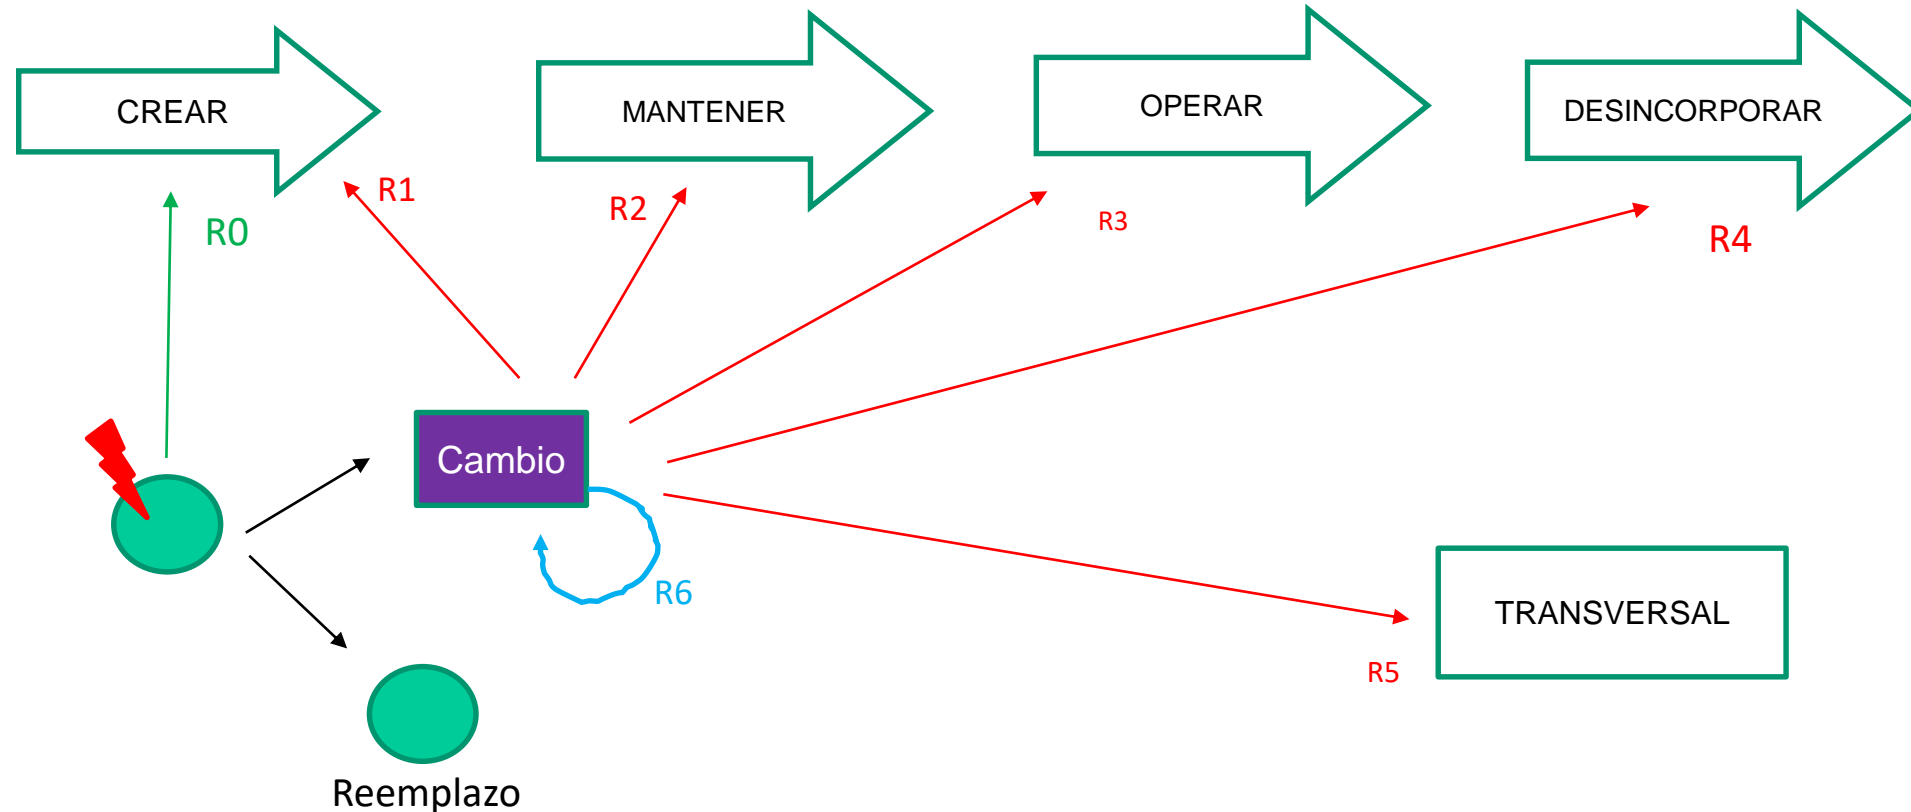 CREAR
MANTENER
OPERAR
DESINCORPORAR
R1
R2
R3
R0
R4
Cambio
R6
TRANSVERSAL
R5
Reemplazo